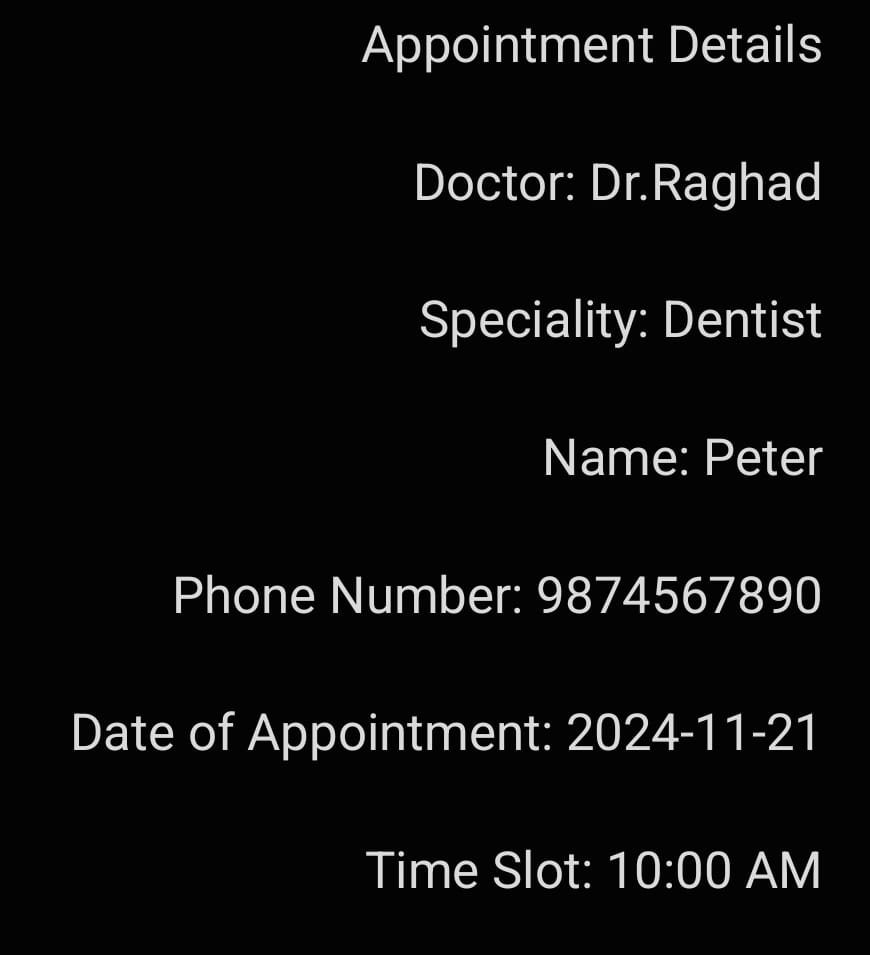 Appointment Details
Doctor: Dr.Raghad
Speciality: Dentist
Name: Peter
Phone Number: 9874567890
Date of Appointment: 2024-11-21
Time Slot: 10:00 AM